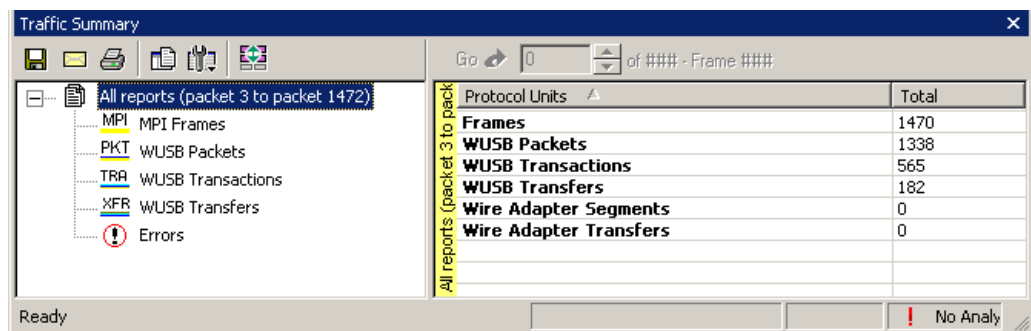 Traffic Summary
Go 0 of ### - Frame ###
All reports (packet 3 to packet 1472)
MPI MPI Frames
PKT WUSB Packets
TRA WUSB Transactions
XFR WUSB Transfers
Errors
All reports (packet 3 to pack
Protocol Units Total
Frames 1470
WUSB Packets 1338
WUSB Transactions 565
WUSB Transfers 182
Wire Adapter Segments 0
Wire Adapter Transfers 0
Ready No Analy